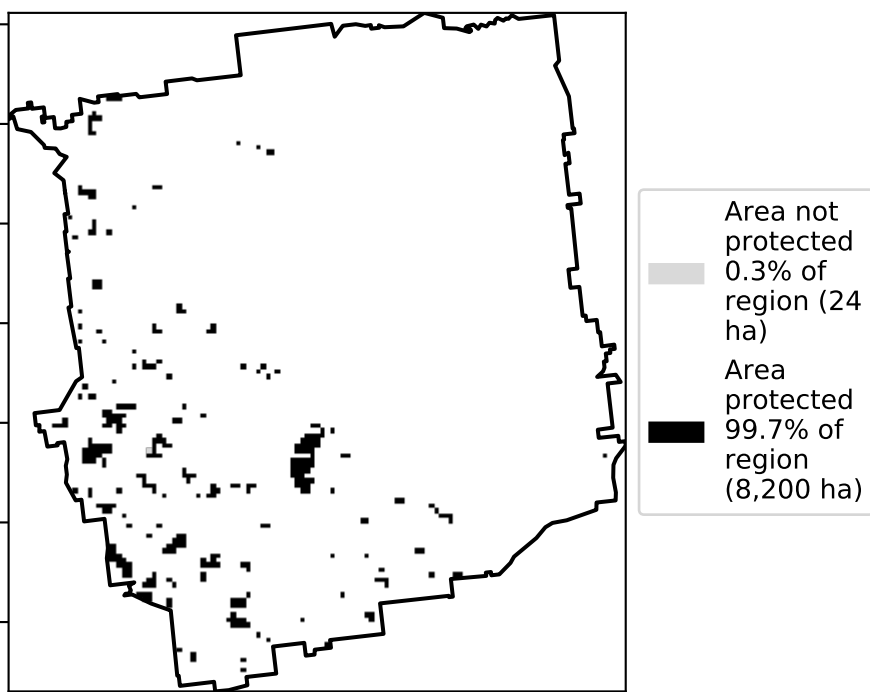 Area not
protected
0.3% of
region (24
ha)
Area
protected
99.7% of
region
(8,200 ha)